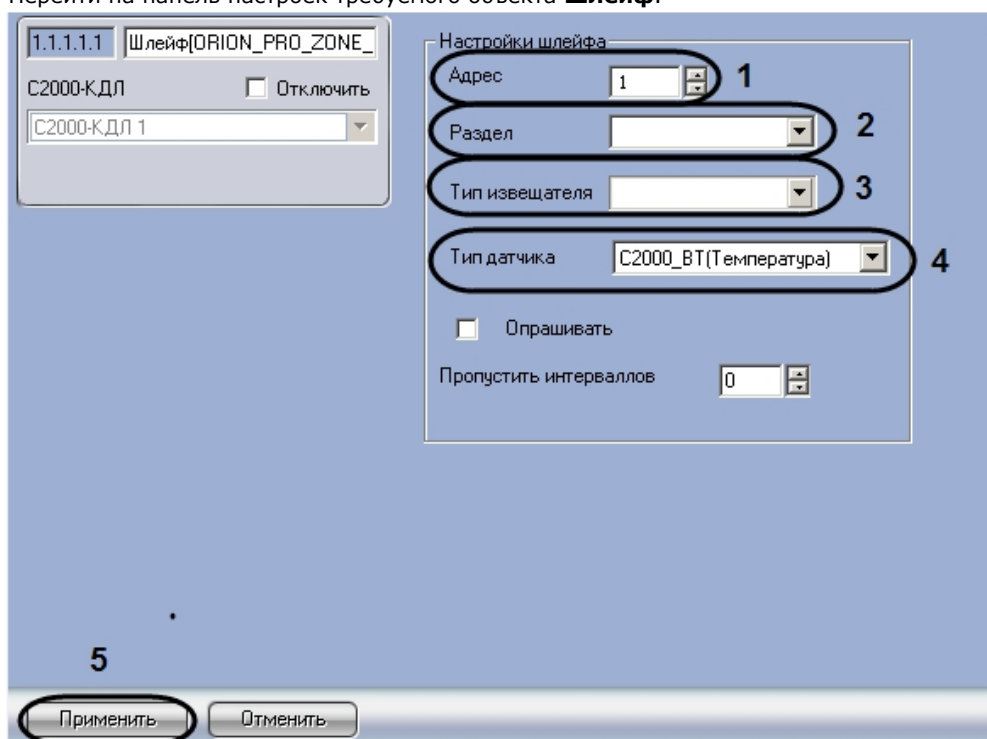 Перейти на панель настроек требуемого объекта Шлейф.
1.1.1.1.1 Шлейф[ORION_PRO_ZONE_
С2000-КДЛ Отключить
С2000-КДЛ 1
Настройки шлейфа
Адрес 1 1
Раздел 2
Тип извещателя 3
Тип датчика С2000_ВТ(Температура) 4
Опрашивать
Пропустить интерваллов 0
5
Применить Отменить